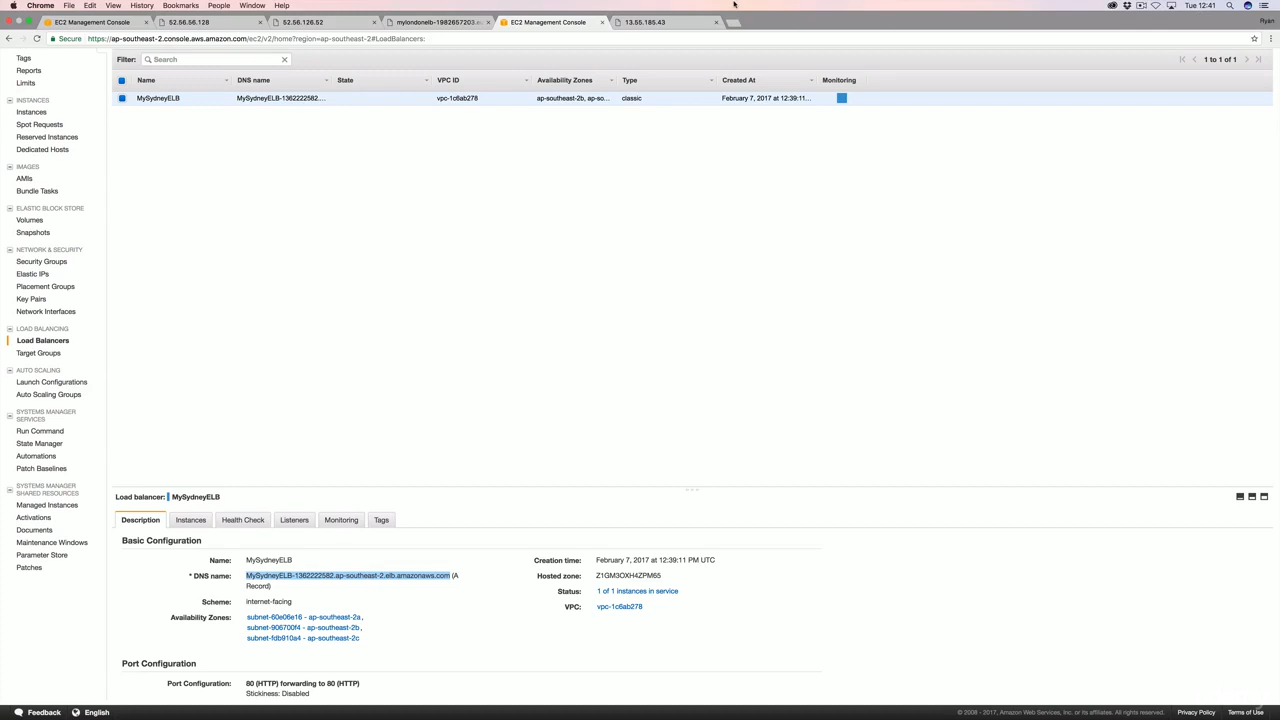 Chrome File Edit View History Bookmarks People Window Help Tue 12:41
EC2 Management Console 52.56.56.128 52.56.126.52 mylondonelb-1982657203.e EC2 Management Console 13.55.185.43 Ryan
Secure https://ap-southeast-2.console.aws.amazon.com/ec2/v2/home?region=ap-southeast-2#LoadBalancers:
Tags
Reports
Limits
INSTANCES
Instances
Spot Requests
Reserved Instances
Dedicated Hosts
IMAGES
AMIs
Bundle Tasks
ELASTIC BLOCK STORE
Volumes
Snapshots
NETWORK & SECURITY
Security Groups
Elastic IPs
Placement Groups
Key Pairs
Network Interfaces
LOAD BALANCING
Load Balancers
Target Groups
AUTO SCALING
Launch Configurations
Auto Scaling Groups
SYSTEMS MANAGER
SERVICES
Run Command
State Manager
Automations
Patch Baselines
SYSTEMS MANAGER
SHARED RESOURCES
Managed Instances
Activations
Documents
Maintenance Windows
Parameter Store
Patches
Filter: Search 1 to 1 of 1
Name DNS name State VPC ID Availability Zones Type Created At Monitoring
MySydneyELB MySydneyELB-1362222582.... vpc-1c6ab278 ap-southeast-2b, ap-so... classic February 7, 2017 at 12:39:11...
Load balancer: MySydneyELB
Description Instances Health Check Listeners Monitoring Tags
Basic Configuration
Name: MySydneyELB Creation time: February 7, 2017 at 12:39:11 PM UTC
* DNS name: MySydneyELB-1362222582.ap-southeast-2.elb.amazonaws.com (A Hosted zone: Z1GM3OXH4ZPM65
Record) Status: 1 of 1 instances in service
Scheme: internet-facing VPC: vpc-1c6ab278
Availability Zones: subnet-60e06e16 - ap-southeast-2a,
subnet-906700f4 - ap-southeast-2b,
subnet-fdb910a4 - ap-southeast-2c
Port Configuration
Port Configuration: 80 (HTTP) forwarding to 80 (HTTP)
Stickiness: Disabled
Feedback English © 2008 - 2017, Amazon Web Services, Inc. or its affiliates. All rights reserved. Privacy Policy Terms of Use